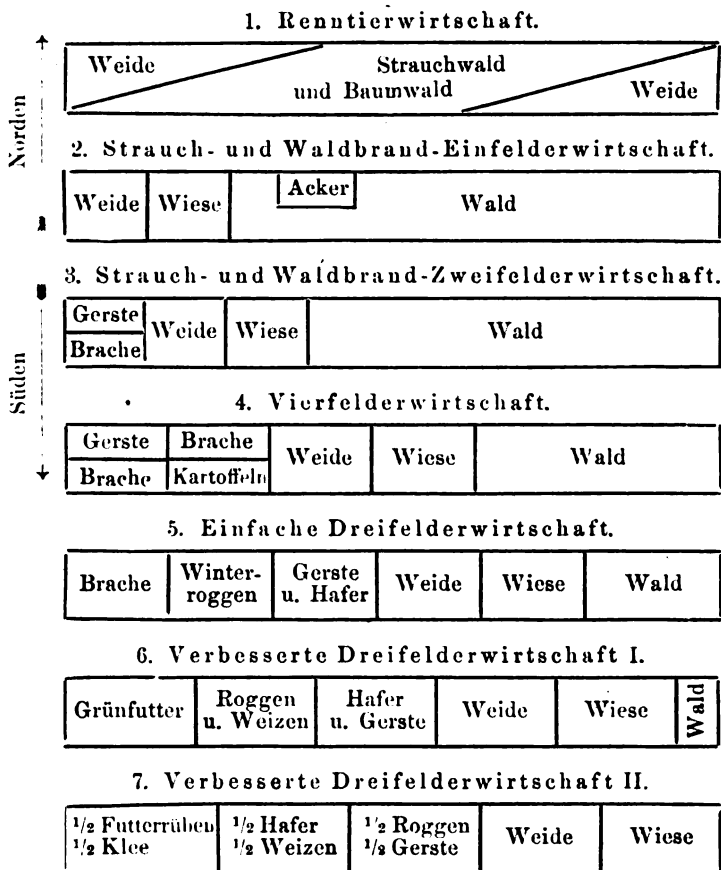 1. Renntierwirtschaft.
Weide
Strauchwald
und Baumwald
Weide
Norden
2. Strauch- und Waldbrand-Einfelderwirtschaft.
Weide
Wiese
Acker
Wald
3. Strauch- und Waldbrand-Zweifelderwirtschaft.
Gerste
Brache
Weide
Wiese
Wald
Süden
4. Vierfelderwirtschaft.
Gerste
Brache
Brache
Kartoffeln
Weide
Wiese
Wald
5. Einfache Dreifelderwirtschaft.
Brache
Winter-
roggen
Gerste
u. Hafer
Weide
Wiese
Wald
6. Verbesserte Dreifelderwirtschaft I.
Grünfutter
Roggen
u. Weizen
Hafer
u. Gerste
Weide
Wiese
Wald
7. Verbesserte Dreifelderwirtschaft II.
1/2 Futterrüben
1/2 Klee
1/2 Hafer
1/2 Weizen
1/2 Roggen
1/2 Gerste
Weide
Wiese